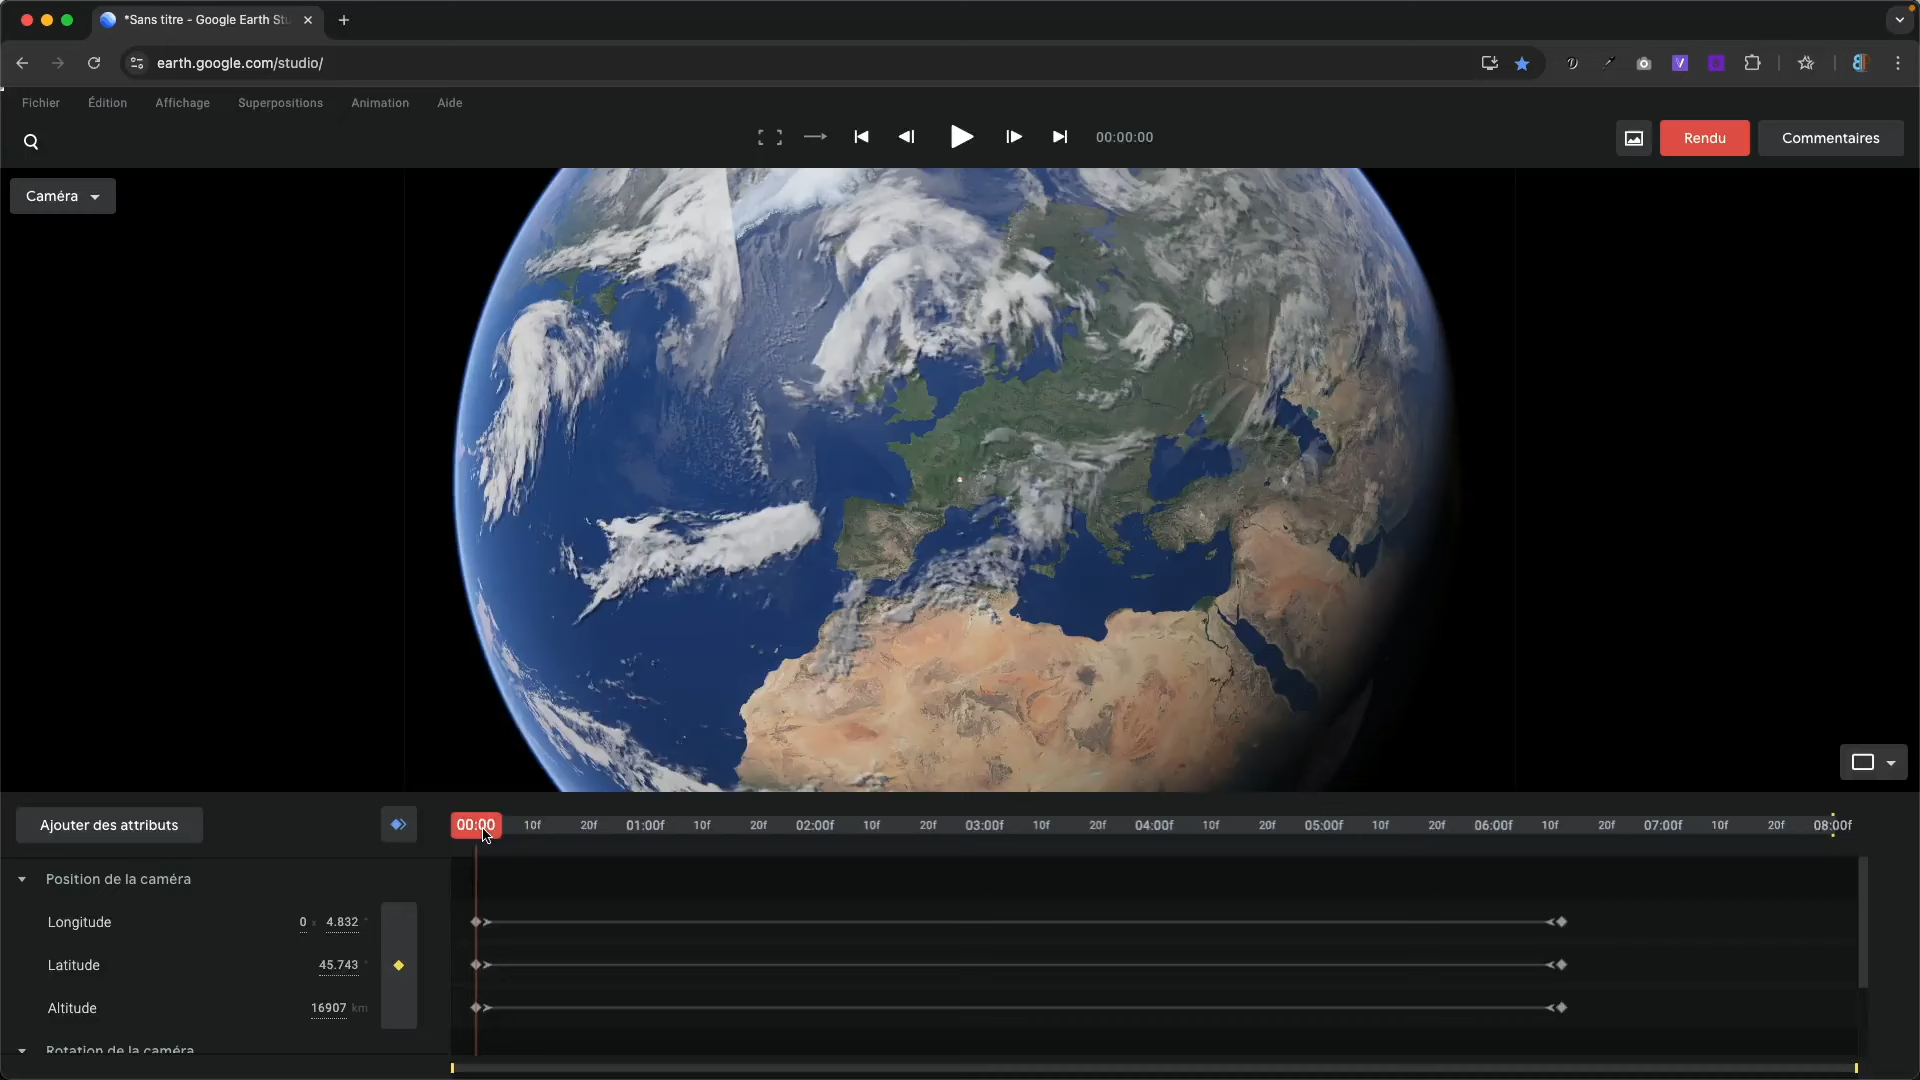 *Sans titre - Google Earth Stu
earth.google.com/studio/
Fichier Édition Affichage Superpositions Animation Aide
00:00:00
Rendu
Commentaires
Caméra
Ajouter des attributs
00:00 10f 20f 01:00f 10f 20f 02:00f 10f 20f 03:00f 10f 20f 04:00f 10f 20f 05:00f 10f 20f 06:00f 10f 20f 07:00f 10f 20f 08:00f
Position de la caméra
Longitude 0 x 4.832 °
Latitude 45.743 °
Altitude 16907 km
Rotation de la caméra